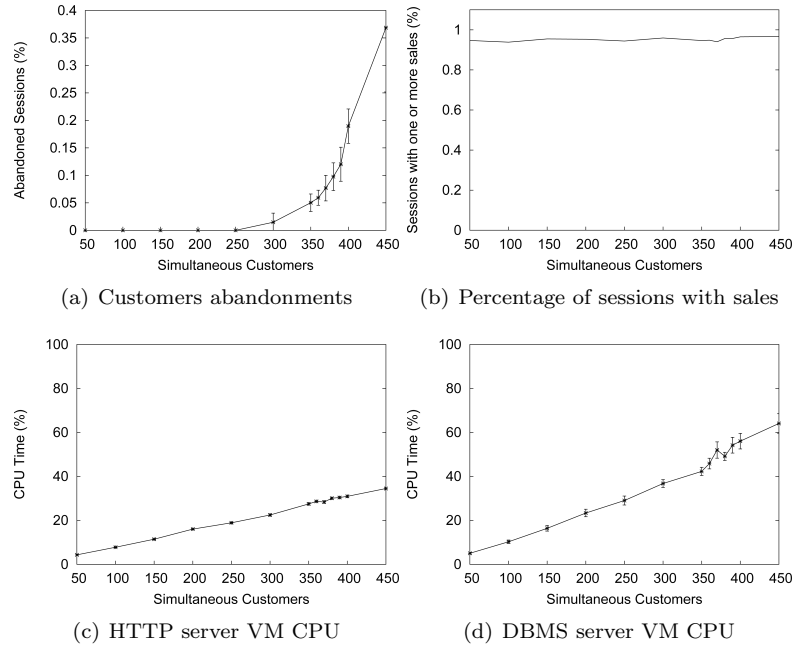 Abandoned Sessions (%)
0.4
0.35
0.3
0.25
0.2
0.15
0.1
0.05
0
50 100 150 200 250 300 350 400 450
Simultaneous Customers
(a) Customers abandonments
Sessions with one or more sales (%)
1
0.8
0.6
0.4
0.2
0
50 100 150 200 250 300 350 400 450
Simultaneous Customers
(b) Percentage of sessions with sales
CPU Time (%)
100
80
60
40
20
0
50 100 150 200 250 300 350 400 450
Simultaneous Customers
(c) HTTP server VM CPU
CPU Time (%)
100
80
60
40
20
0
50 100 150 200 250 300 350 400 450
Simultaneous Customers
(d) DBMS server VM CPU